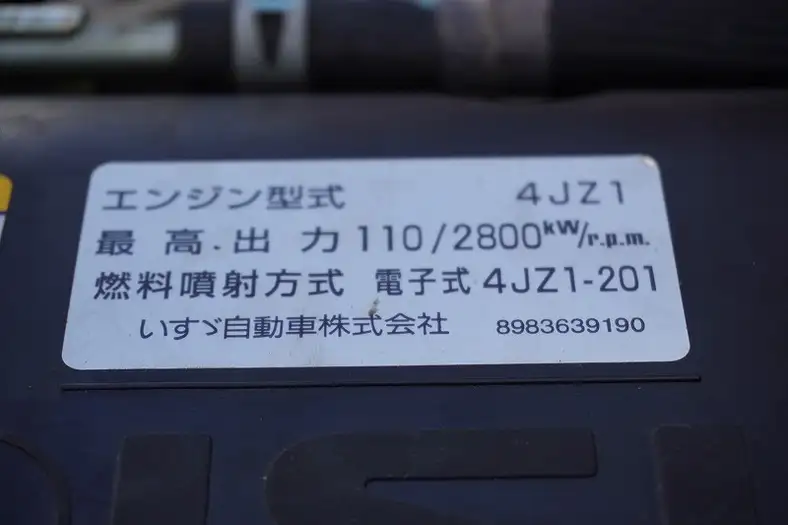 エンジン型式 4JZ1
最高.出力 110/2800kW/r.p.m.
燃料噴射方式 電子式 4JZ1-201
いすゞ自動車株式会社 8983639190